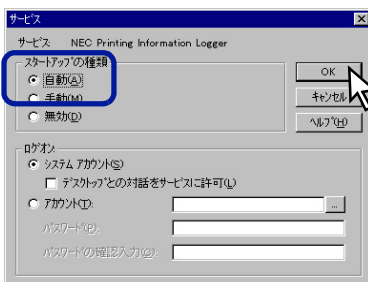 サービス
サービス: NEC Printing Information Logger
スタートアップの種類
自動(A)
手動(M)
無効(D)
OK
キャンセル
ヘルプ(H)
ログオン:
システム アカウント(S)
デスクトップとの対話をサービスに許可(L)
アカウント(T):
...
パスワード(P):
パスワードの確認入力(C):